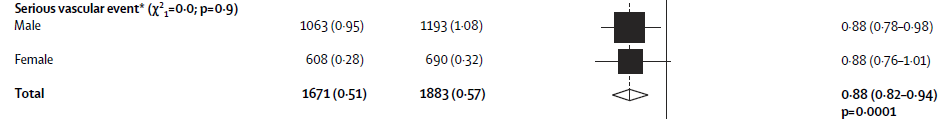 Serious vascular event* (χ²₁=0·0; p=0·9)
Male 1063 (0·95) 1193 (1·08) 0·88 (0·78–0·98)
Female 608 (0·28) 690 (0·32) 0·88 (0·76–1·01)
Total 1671 (0·51) 1883 (0·57) 0·88 (0·82–0·94)
p=0·0001